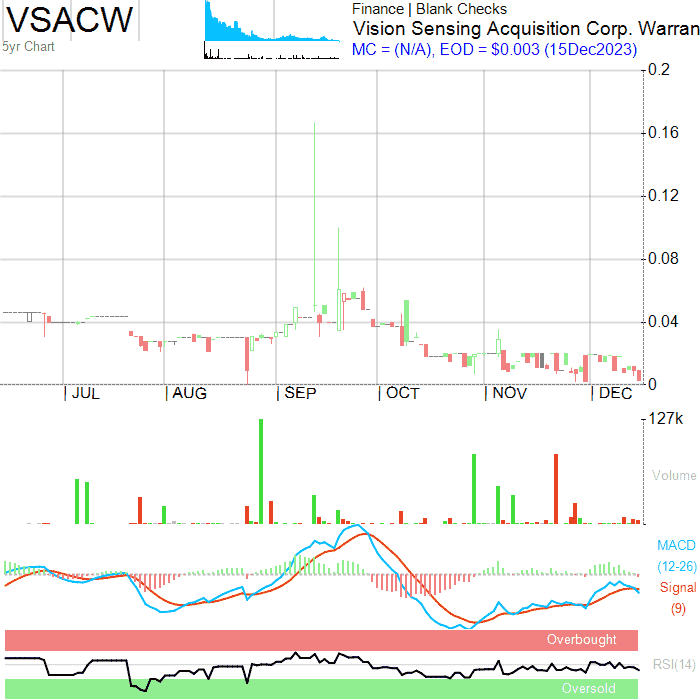 VSACW
5yr Chart
Finance | Blank Checks
Vision Sensing Acquisition Corp. Warran
MC = (N/A), EOD = $0.003 (15Dec2023)
0.2
0.16
0.12
0.08
0.04
0
| JUL | AUG | SEP | OCT | NOV | DEC
127k
Volume
MACD
(12-26)
Signal
(9)
Overbought
RSI(14)
Oversold